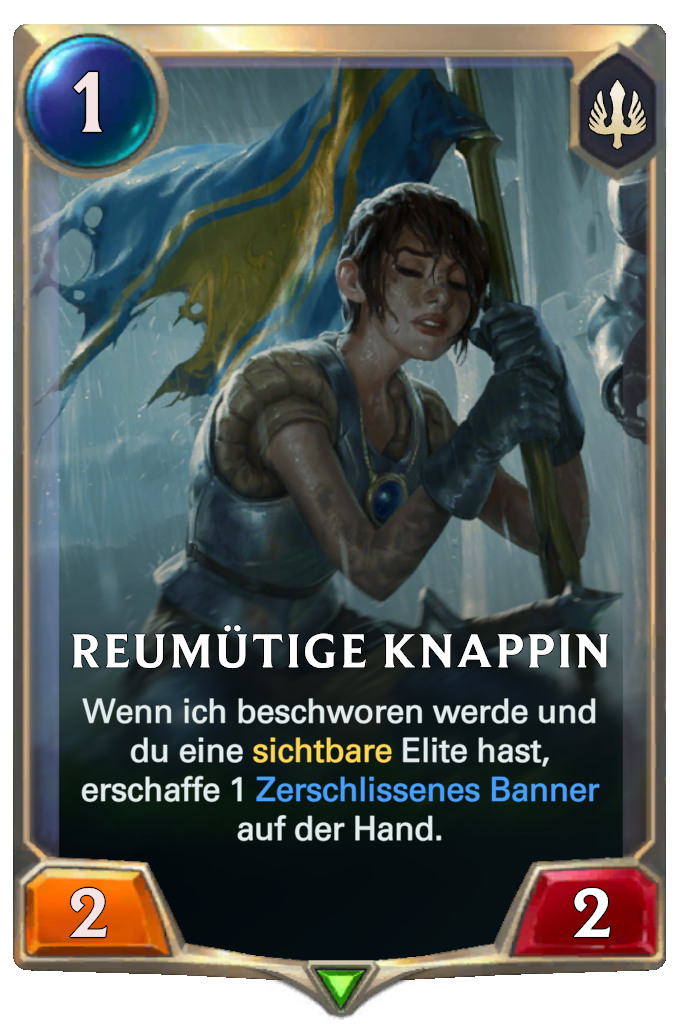 1
REUMÜTIGE KNAPPIN
Wenn ich beschworen werde und
du eine sichtbare Elite hast,
erschaffe 1 Zerschlissenes Banner
auf der Hand.
2 2